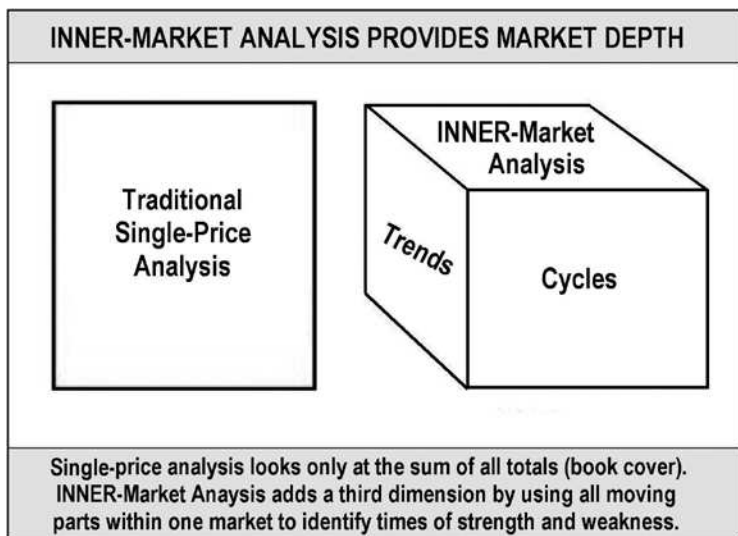 INNER-MARKET ANALYSIS PROVIDES MARKET DEPTH
Traditional
Single-Price
Analysis
INNER-Market
Analysis
Trends
Cycles
Single-price analysis looks only at the sum of all totals (book cover).
INNER-Market Anaysis adds a third dimension by using all moving
parts within one market to identify times of strength and weakness.